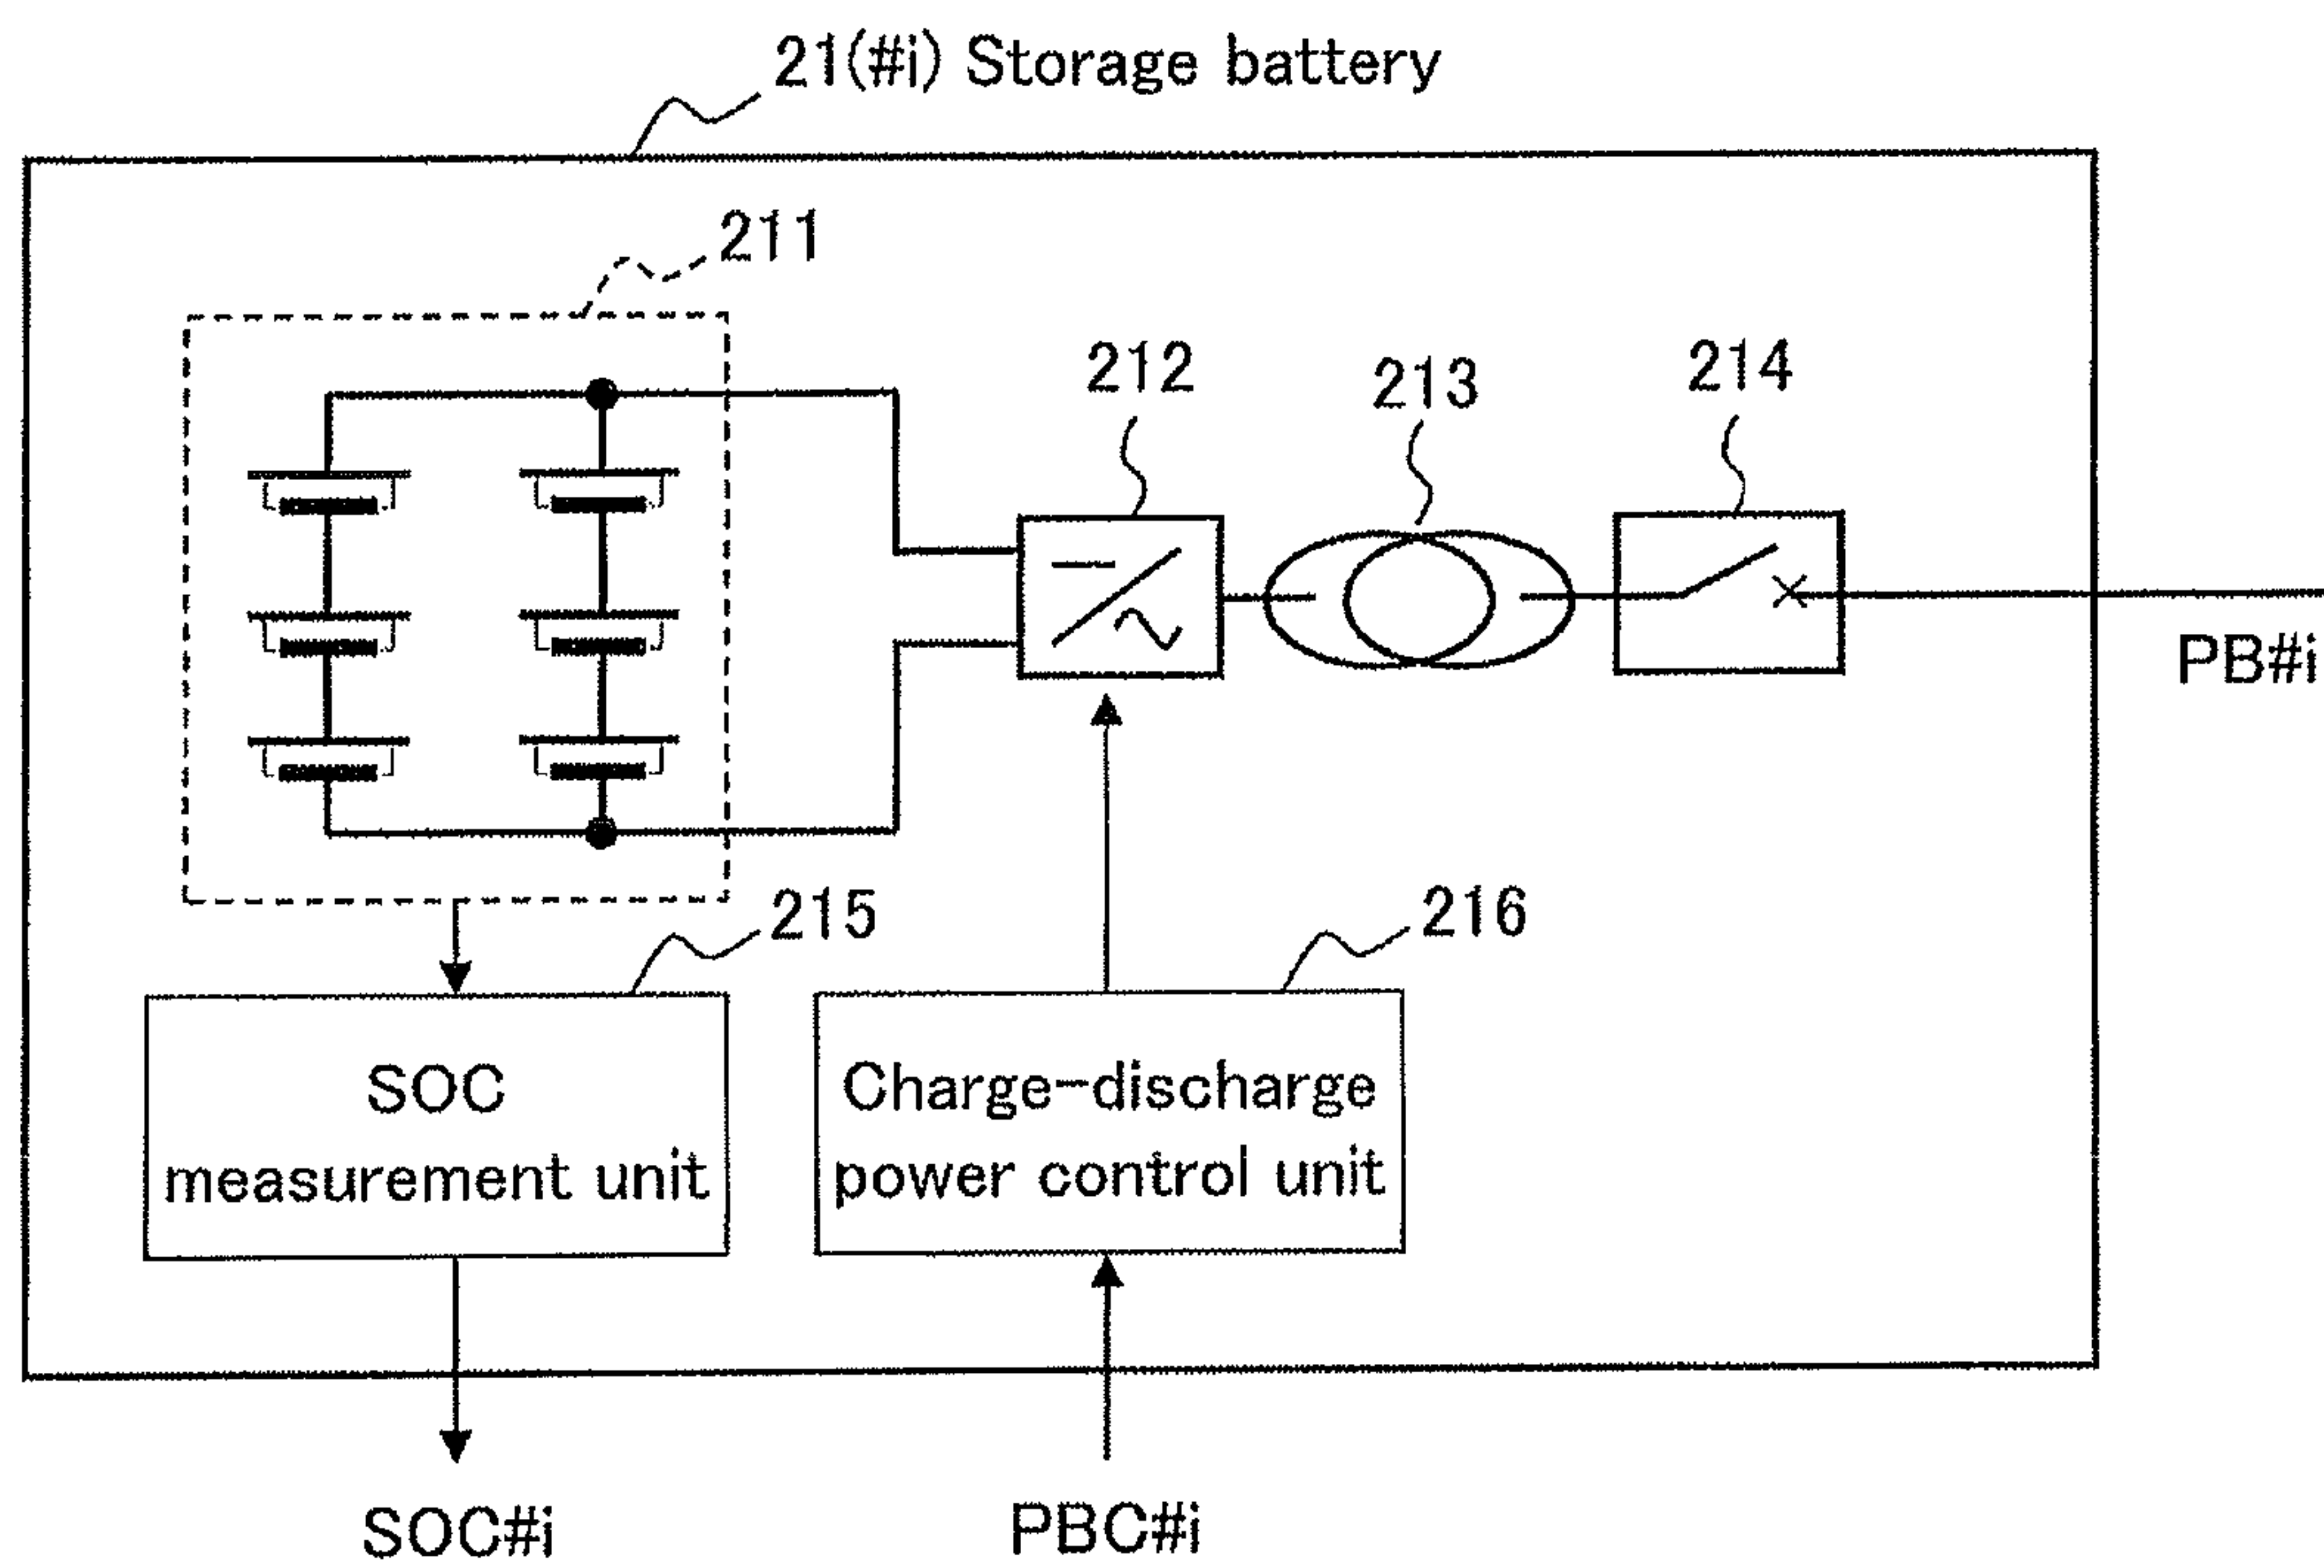 21(#i) Storage battery
211
212
213
214
PB#i
215
216
SOC
measurement unit
Charge-discharge
power control unit
SOC#i
PBC#i